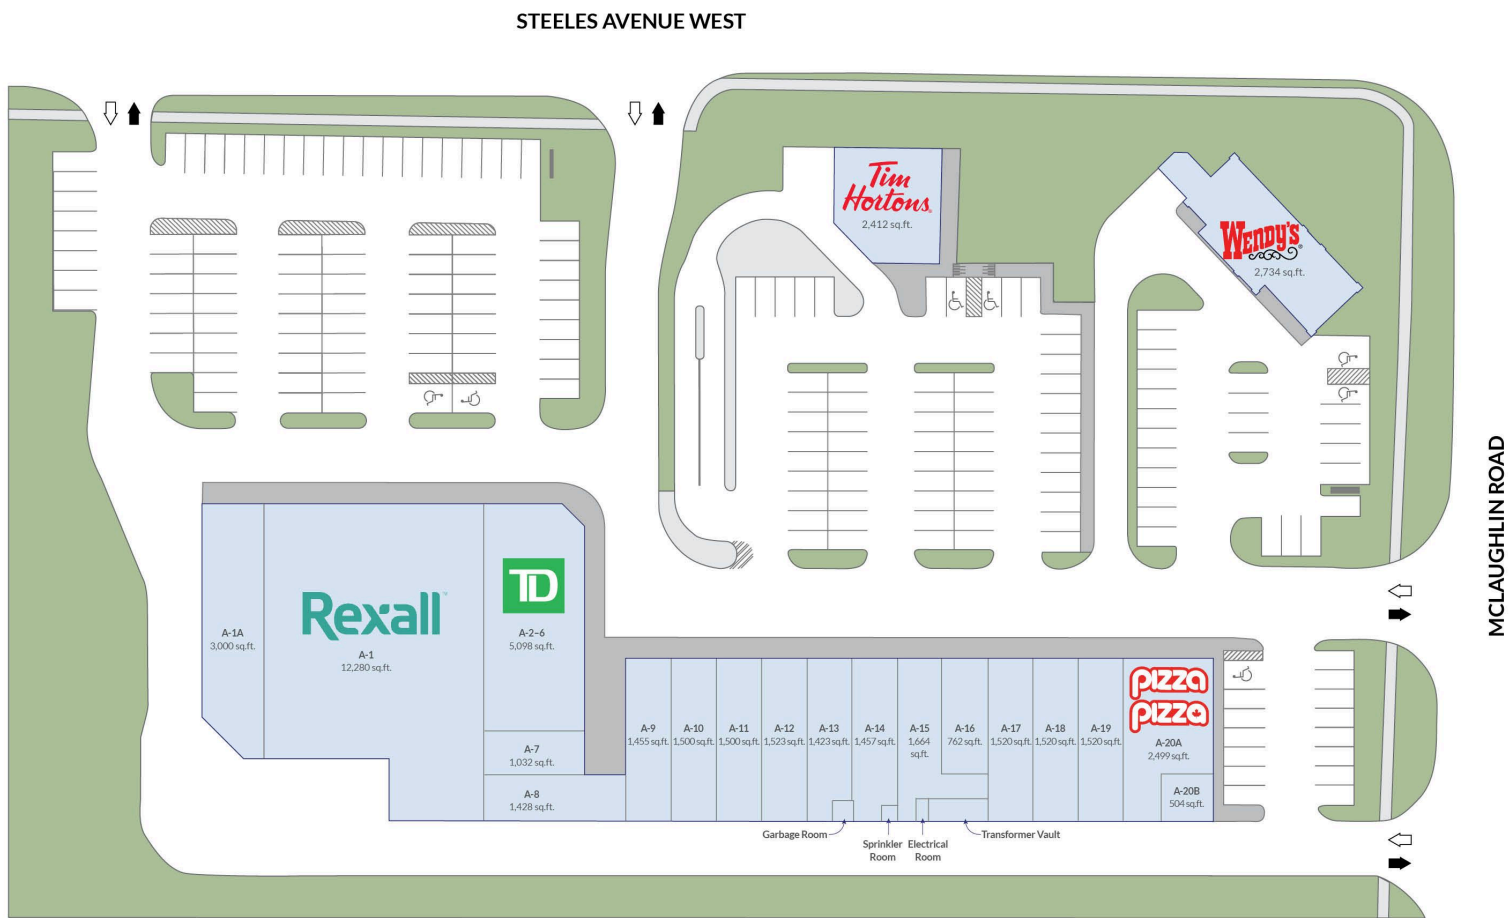 STEELES AVENUE WEST
Tim
Hortons
2,412 sq.ft.
WENDY'S
2,734 sq.ft.
MCLAUGHLIN ROAD
A-1A
3,000 sq.ft.
Rexall
A-1
12,280 sq.ft.
TD
A-2-6
5,098 sq.ft.
A-7
1,032 sq.ft.
A-8
1,428 sq.ft.
A-9
1,455 sq.ft.
A-10
1,500 sq.ft.
A-11
1,500 sq.ft.
A-12
1,523 sq.ft.
A-13
1,423 sq.ft.
A-14
1,457 sq.ft.
A-15
1,664
sq.ft.
A-16
762 sq.ft.
A-17
1,520 sq.ft.
A-18
1,520 sq.ft.
A-19
1,520 sq.ft.
pizza
pizza
A-20A
2,499 sq.ft.
A-20B
504 sq.ft.
Garbage Room
Sprinkler
Room
Electrical
Room
Transformer Vault